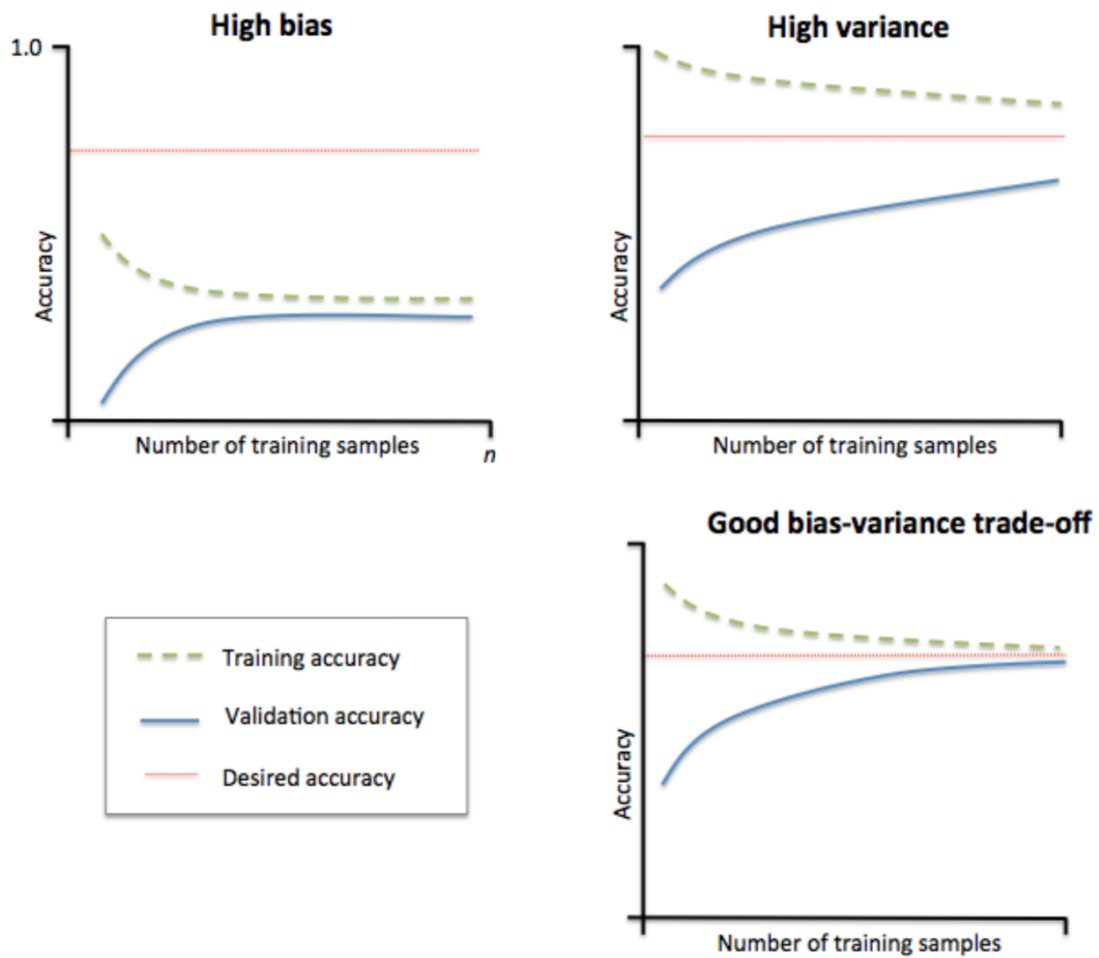 High bias
1.0
Accuracy
Number of training samples
n
High variance
Accuracy
Number of training samples
Training accuracy
Validation accuracy
Desired accuracy
Good bias-variance trade-off
Accuracy
Number of training samples